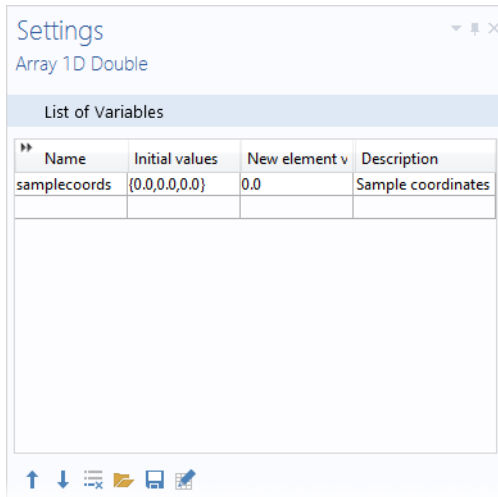 Settings
Array 1D Double
List of Variables
Name Initial values New element v Description
samplecoords {0.0,0.0,0.0} 0.0 Sample coordinates